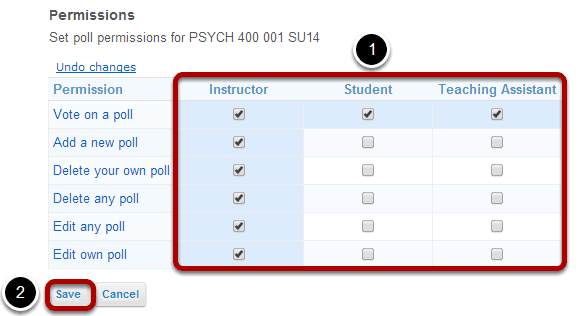 Permissions
Set poll permissions for PSYCH 400 001 SU14
1
Undo changes
Permission Instructor Student Teaching Assistant
Vote on a poll
Add a new poll
Delete your own poll
Delete any poll
Edit any poll
Edit own poll
2 Save Cancel